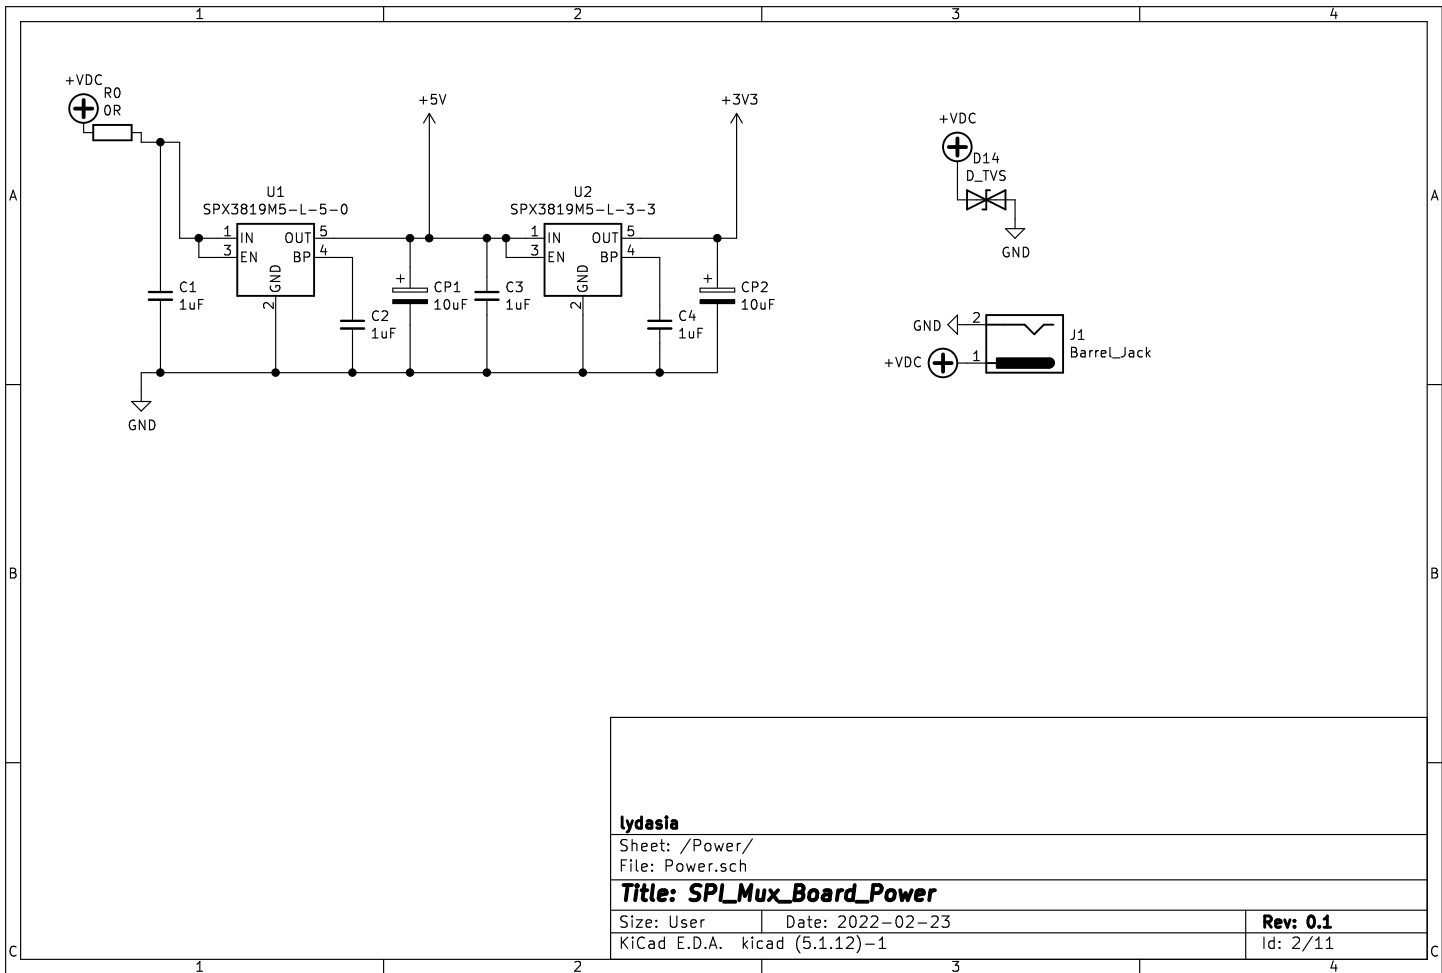 1 2 3 4
+VDC
R0
0R
+5V
+3V3
+VDC
D14
D_TVS
GND
A A
U1
SPX3819M5-L-5-0
U2
SPX3819M5-L-3-3
1 IN OUT 5
3 EN BP 4
GND
2
1 IN OUT 5
3 EN BP 4
GND
2
C1
1uF
C2
1uF
+ CP1
10uF
C3
1uF
C4
1uF
+ CP2
10uF
GND
GND 2
+VDC 1
J1
Barrel_Jack
B B
lydasia
Sheet: /Power/
File: Power.sch
Title: SPI_Mux_Board_Power
Size: User Date: 2022-02-23 Rev: 0.1
KiCad E.D.A. kicad (5.1.12)-1 Id: 2/11
C C
1 2 3 4